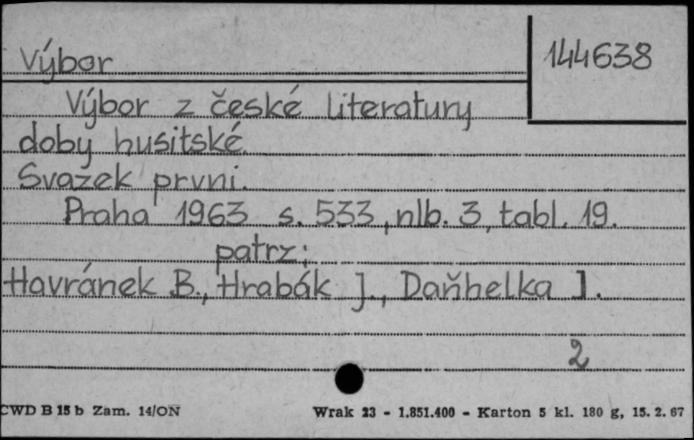 Výbor
144638
Výbor z české literatury
doby husitské.
Svazek prvni.
Praha 1963 s. 533, nlb. 3, tabl. 19.
patrz:
Havránek B., Hrabák J., Daňhelka J.
2
CWD B 15 b Zam. 14/ON
Wrak 23 - 1.851.400 - Karton 5 kl. 180 g, 15. 2. 67